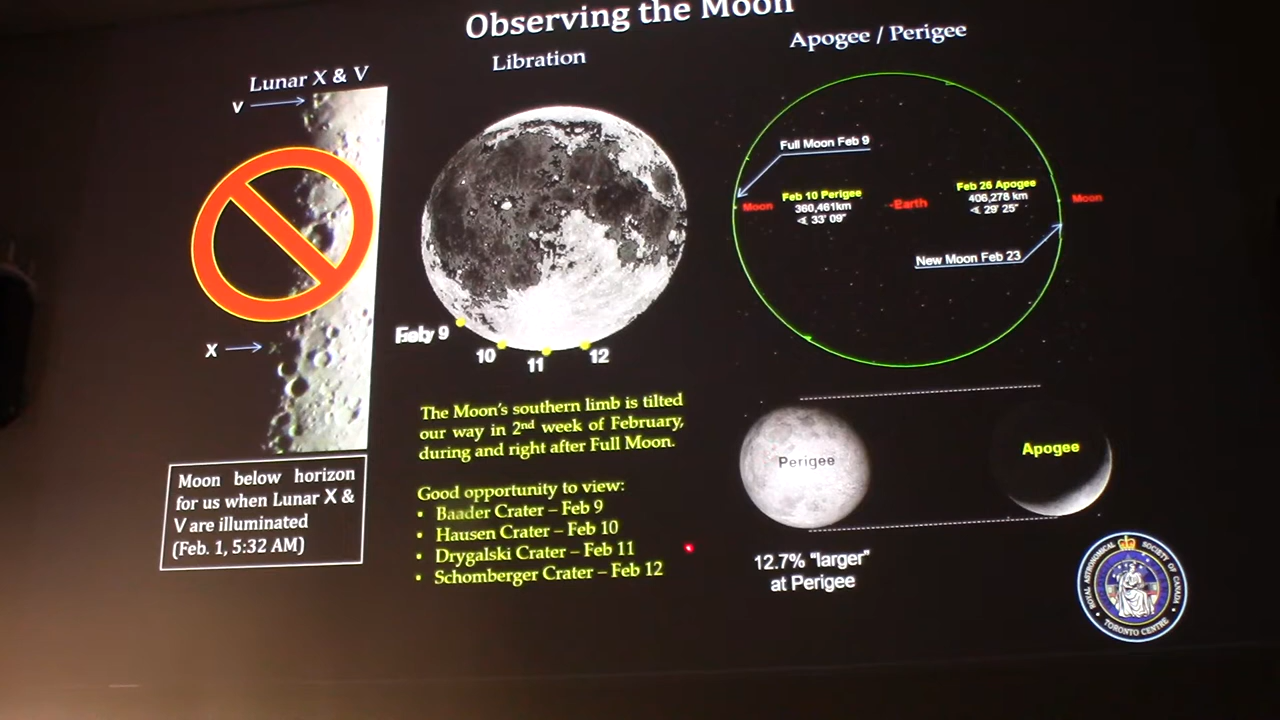 Observing the Moon
Lunar X & V
V
X
Moon below horizon
for us when Lunar X &
V are illuminated
(Feb. 1, 5:32 AM)
Libration
Feb 9
10
11
12
The Moon's southern limb is tilted
our way in 2nd week of February,
during and right after Full Moon.
Good opportunity to view:
• Baader Crater – Feb 9
• Hausen Crater – Feb 10
• Drygalski Crater – Feb 11
• Schomberger Crater – Feb 12
Apogee / Perigee
Full Moon Feb 9
Moon
Feb 10 Perigee
360,461km
∢ 33' 09"
Earth
Feb 26 Apogee
406,278 km
∢ 29' 25"
Moon
New Moon Feb 23
Perigee
Apogee
12.7% "larger"
at Perigee
ROYAL ASTRONOMICAL SOCIETY OF CANADA
TORONTO CENTRE